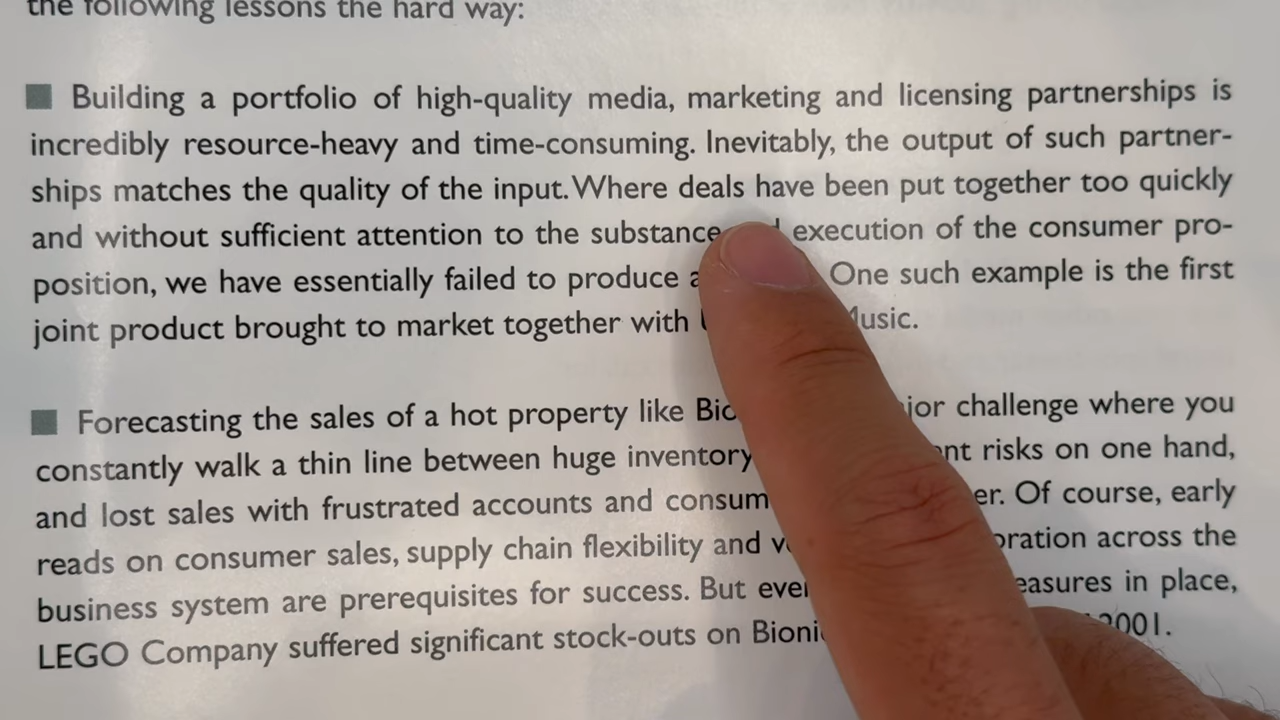 the following lessons the hard way:
■ Building a portfolio of high-quality media, marketing and licensing partnerships is
incredibly resource-heavy and time-consuming. Inevitably, the output of such partner-
ships matches the quality of the input. Where deals have been put together too quickly
and without sufficient attention to the substance execution of the consumer pro-
position, we have essentially failed to produce One such example is the first
joint product brought to market together with Music.
■ Forecasting the sales of a hot property like challenge where you
constantly walk a thin line between huge inventory risks on one hand,
and lost sales with frustrated accounts and Of course, early
reads on consumer sales, supply chain flexibility and across the
business system are prerequisites for success. But in place,
LEGO Company suffered significant stock-outs on 2001.